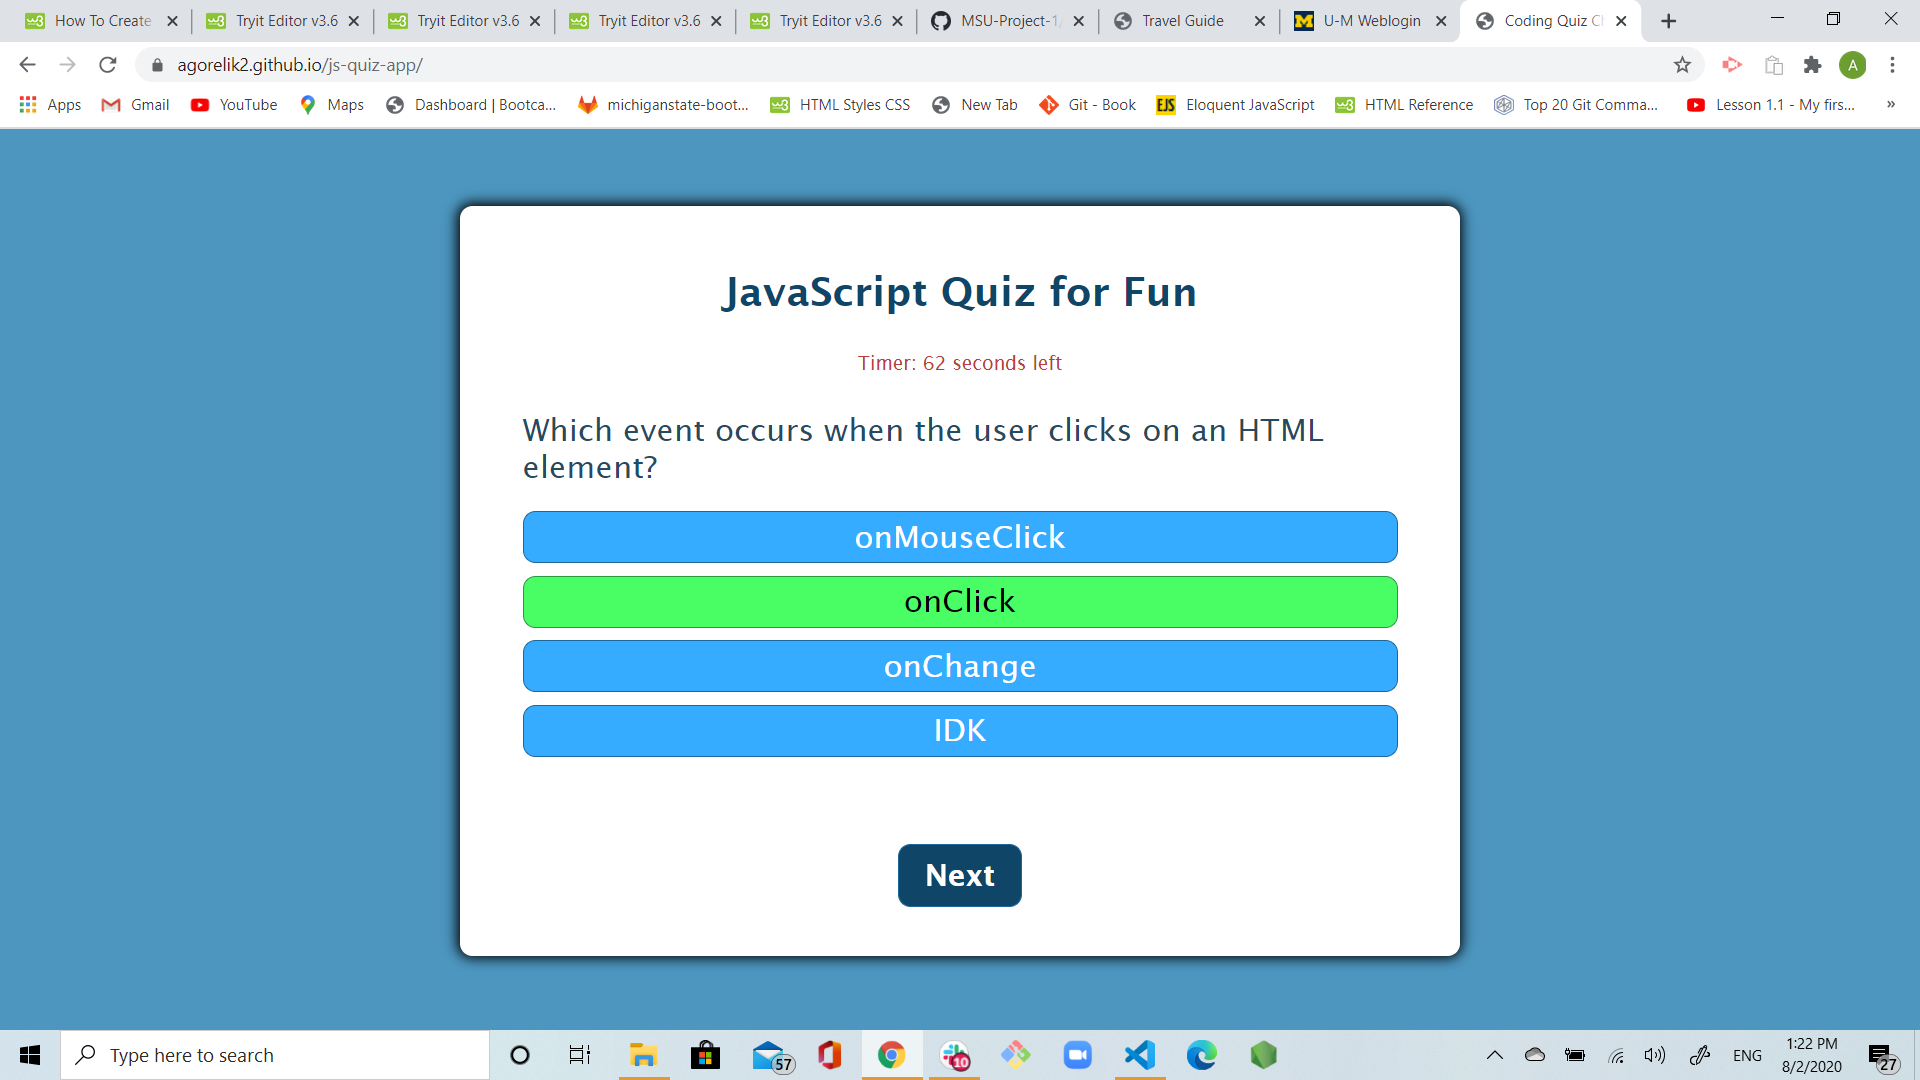 How To Create
Tryit Editor v3.6
Tryit Editor v3.6
Tryit Editor v3.6
Tryit Editor v3.6
MSU-Project-1
Travel Guide
U-M Weblogin
Coding Quiz
agorelik2.github.io/js-quiz-app/
A
Apps
Gmail
YouTube
Maps
Dashboard | Bootca...
michiganstate-boot...
HTML Styles CSS
New Tab
Git - Book
EJS
Eloquent JavaScript
HTML Reference
Top 20 Git Comma...
Lesson 1.1 - My firs...
»
JavaScript Quiz for Fun
Timer: 62 seconds left
Which event occurs when the user clicks on an HTML
element?
onMouseClick
onClick
onChange
IDK
Next
Type here to search
57
10
ENG
1:22 PM
8/2/2020
27